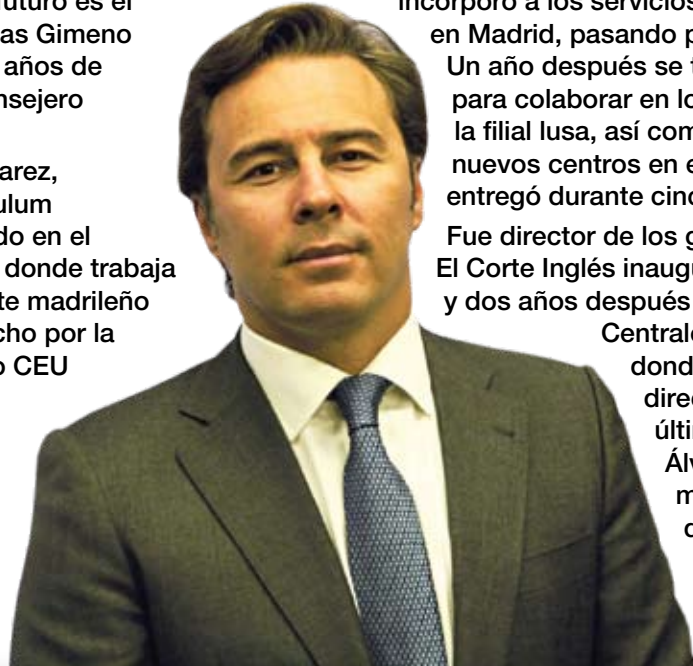 futuro es el
as Gimeno
años de
nsejero
arez,
ulum
do en el
donde trabaja
te madrileño
cho por la
o CEU
incorporó a los servicios
en Madrid, pasando p
Un año después se t
para colaborar en lo
la filial lusa, así com
nuevos centros en e
entregó durante cinc
Fue director de los g
El Corte Inglés inaugu
y dos años después
Central
dond
direc
últi
Álv
m